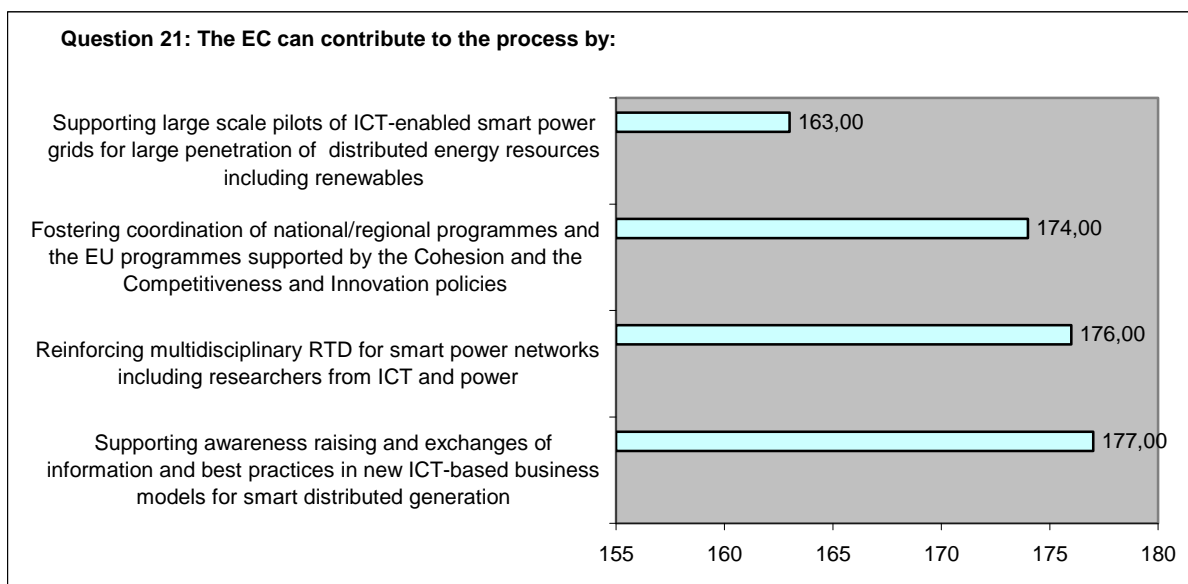 Question 21: The EC can contribute to the process by:
Supporting large scale pilots of ICT-enabled smart power
grids for large penetration of distributed energy resources
including renewables
163,00
Fostering coordination of national/regional programmes and
the EU programmes supported by the Cohesion and the
Competitiveness and Innovation policies
174,00
Reinforcing multidisciplinary RTD for smart power networks
including researchers from ICT and power
176,00
Supporting awareness raising and exchanges of
information and best practices in new ICT-based business
models for smart distributed generation
177,00
155 160 165 170 175 180